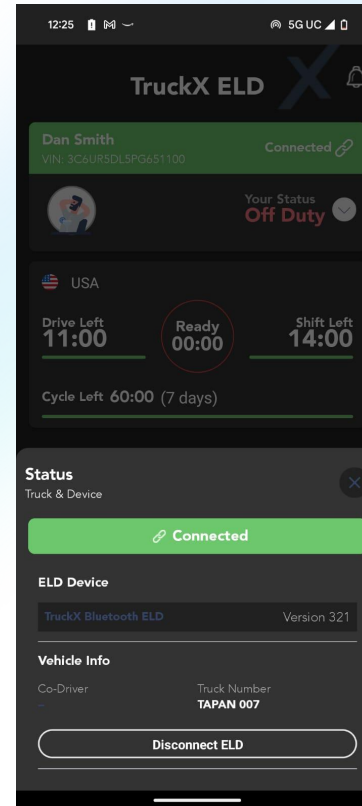 12:25 5G UC
TruckX ELD
Dan Smith Connected
VIN: 3C6UR5DL5PG651100
Your Status
Off Duty
USA
Drive Left Ready Shift Left
11:00 00:00 14:00
Cycle Left 60:00 (7 days)
Status
Truck & Device
Connected
ELD Device
TruckX Bluetooth ELD Version 321
Vehicle Info
Co-Driver Truck Number
– TAPAN 007
Disconnect ELD